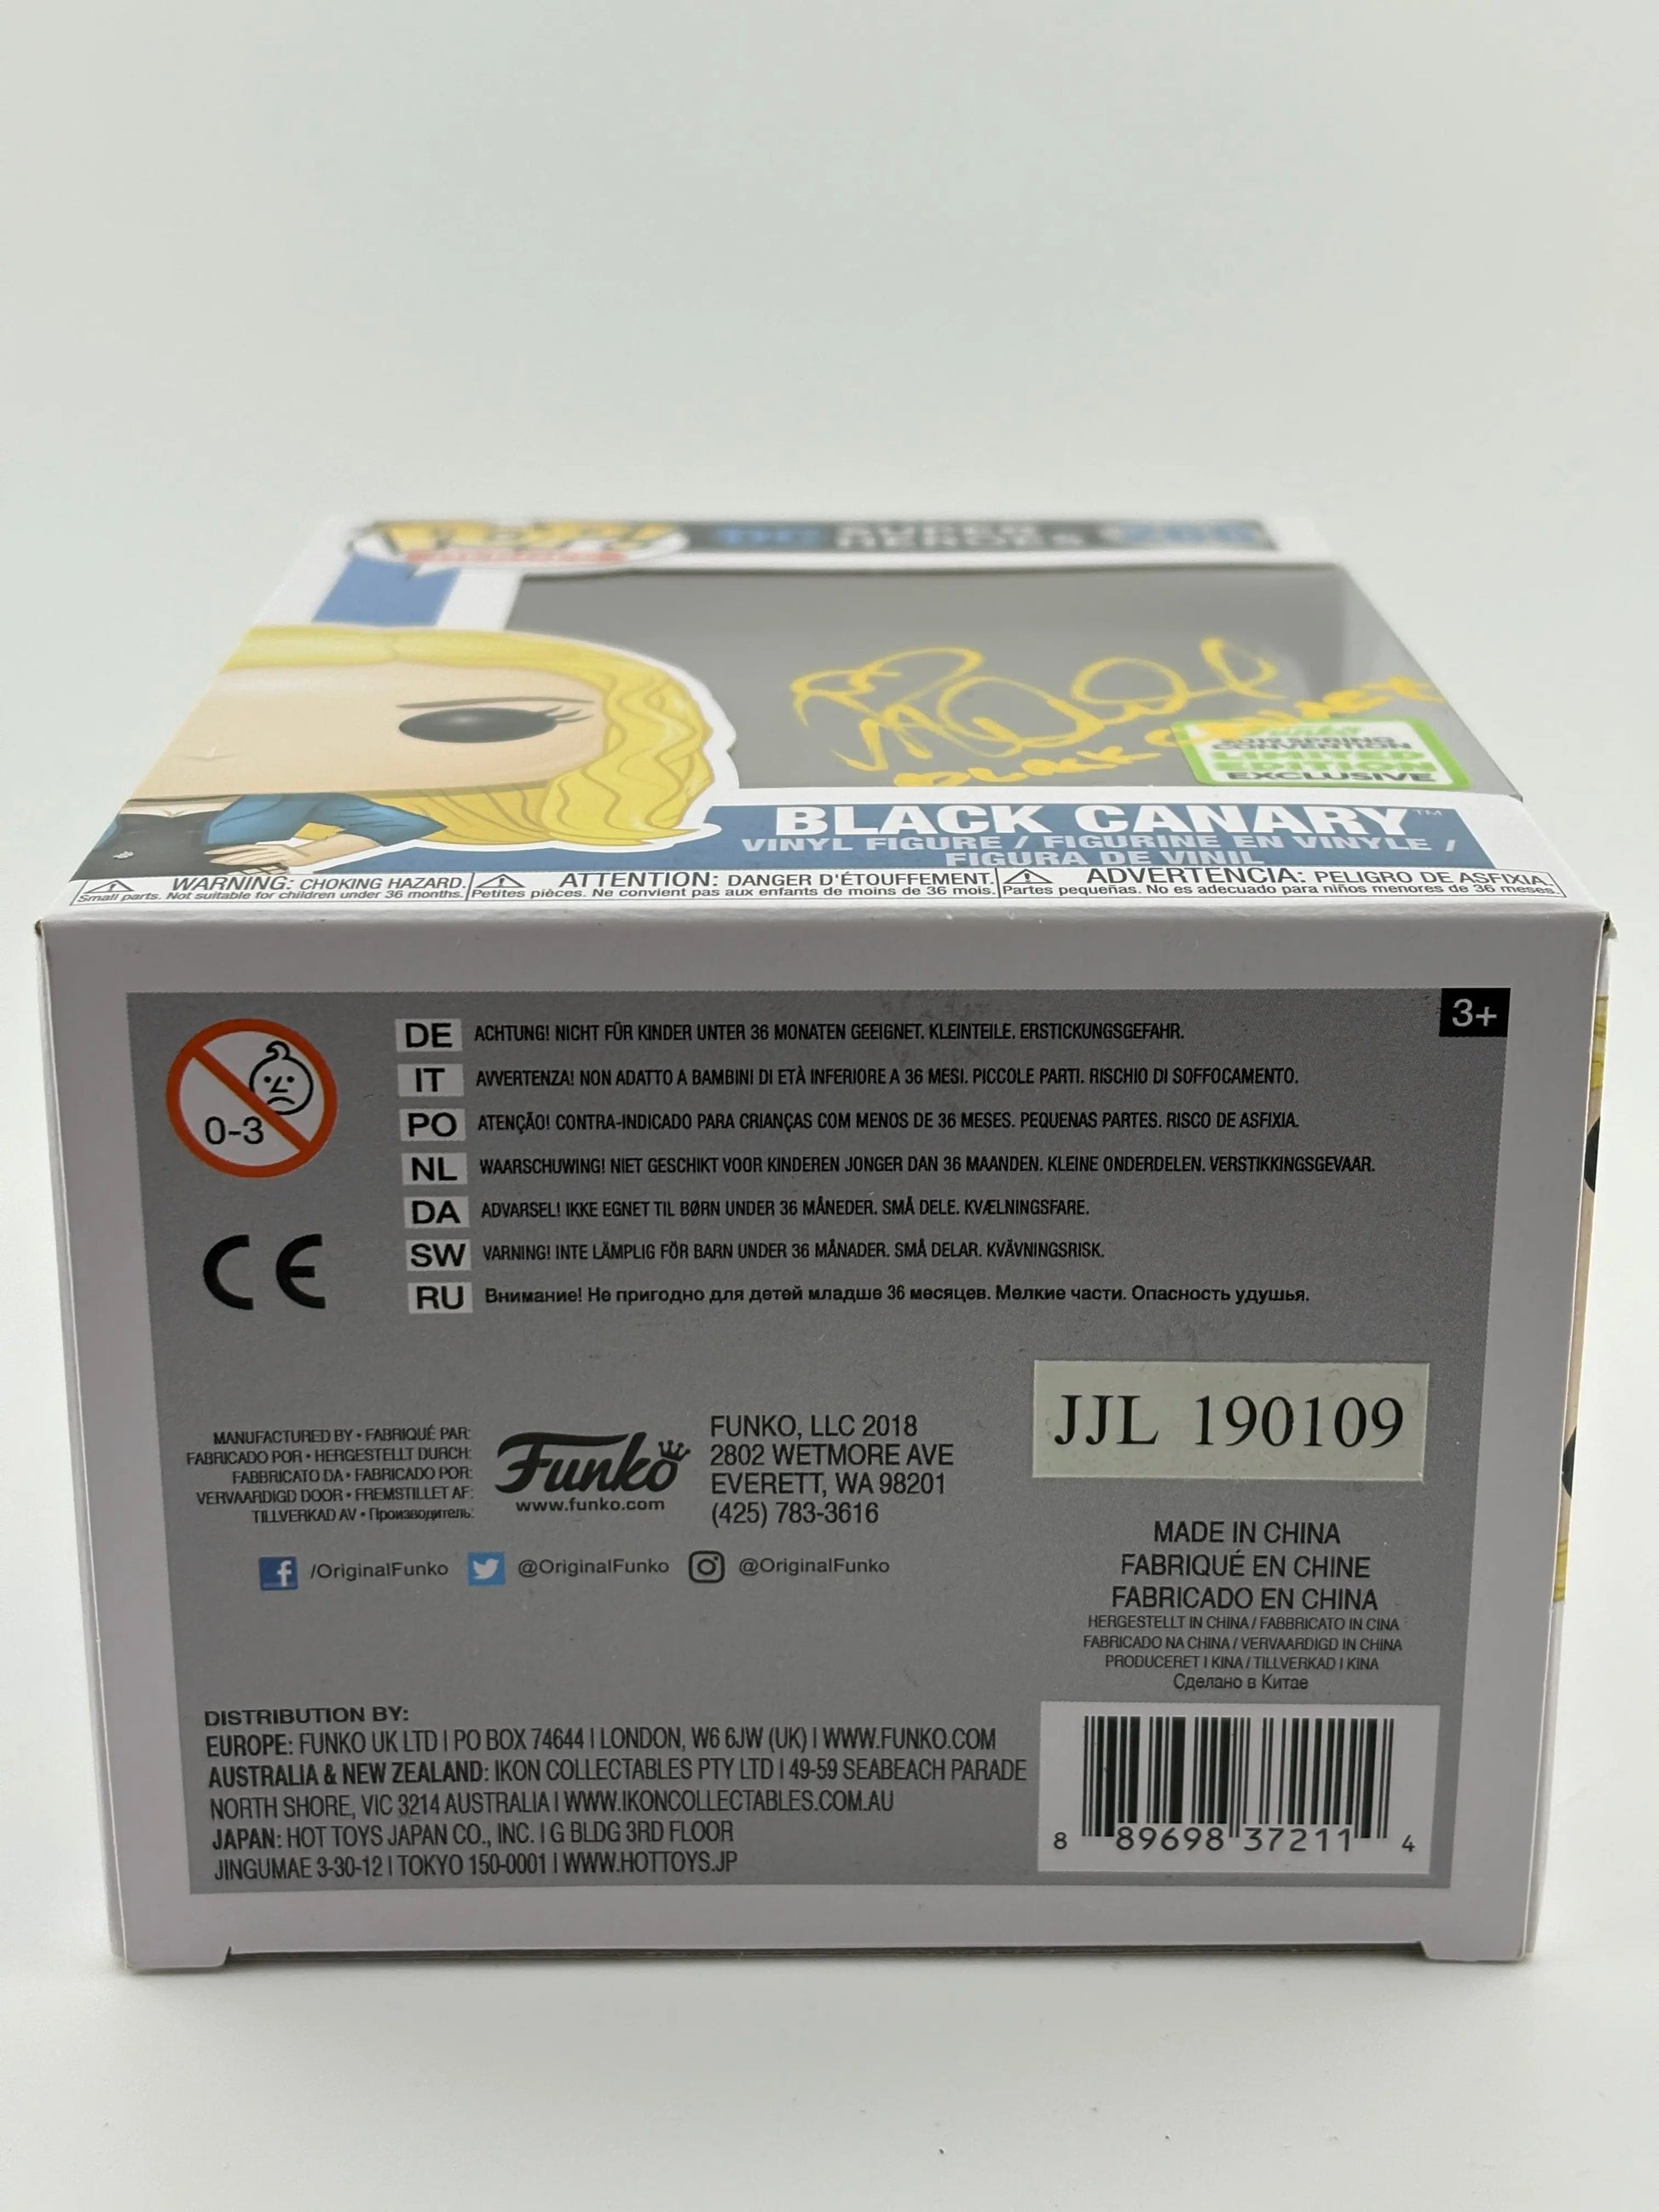 POP!
DC SUPER HEROES 266
Funko
2019 SPRING
CONVENTION
LIMITED
EDITION
EXCLUSIVE
BLACK CANARY
BLACK CANARY™
VINYL FIGURE / FIGURINE EN VINYLE /
FIGURA DE VINIL
WARNING: CHOKING HAZARD.
Small parts. Not suitable for children under 36 months.
ATTENTION: DANGER D'ÉTOUFFEMENT.
Petites pièces. Ne convient pas aux enfants de moins de 36 mois.
ADVERTENCIA: PELIGRO DE ASFIXIA.
Partes pequeñas. No es adecuado para niños menores de 36 meses.
3+
0-3
DE ACHTUNG! NICHT FÜR KINDER UNTER 36 MONATEN GEEIGNET. KLEINTEILE. ERSTICKUNGSGEFAHR.
IT AVVERTENZA! NON ADATTO A BAMBINI DI ETÀ INFERIORE A 36 MESI. PICCOLE PARTI. RISCHIO DI SOFFOCAMENTO.
PO ATENÇÃO! CONTRA-INDICADO PARA CRIANÇAS COM MENOS DE 36 MESES. PEQUENAS PARTES. RISCO DE ASFIXIA.
NL WAARSCHUWING! NIET GESCHIKT VOOR KINDEREN JONGER DAN 36 MAANDEN. KLEINE ONDERDELEN. VERSTIKKINGSGEVAAR.
DA ADVARSEL! IKKE EGNET TIL BØRN UNDER 36 MÅNEDER. SMÅ DELE. KVÆLNINGSFARE.
SW VARNING! INTE LÄMPLIG FÖR BARN UNDER 36 MÅNADER. SMÅ DELAR. KVÄVNINGSRISK.
RU Внимание! Не пригодно для детей младше 36 месяцев. Мелкие части. Опасность удушья.
CE
MANUFACTURED BY • FABRIQUÉ PAR:
FABRICADO POR • HERGESTELLT DURCH:
FABBRICATO DA • FABRICADO POR:
VERVAARDIGD DOOR • FREMSTILLET AF:
TILLVERKAD AV • Производитель:
Funko
www.funko.com
FUNKO, LLC 2018
2802 WETMORE AVE
EVERETT, WA 98201
(425) 783-3616
/OriginalFunko @OriginalFunko @OriginalFunko
JJL 190109
MADE IN CHINA
FABRIQUÉ EN CHINE
FABRICADO EN CHINA
HERGESTELLT IN CHINA / FABBRICATO IN CINA
FABRICADO NA CHINA / VERVAARDIGD IN CHINA
PRODUCERET I KINA / TILLVERKAD I KINA
Сделано в Китае
DISTRIBUTION BY:
EUROPE: FUNKO UK LTD | PO BOX 74644 | LONDON, W6 6JW (UK) | WWW.FUNKO.COM
AUSTRALIA & NEW ZEALAND: IKON COLLECTABLES PTY LTD | 49-59 SEABEACH PARADE
NORTH SHORE, VIC 3214 AUSTRALIA | WWW.IKONCOLLECTABLES.COM.AU
JAPAN: HOT TOYS JAPAN CO., INC. | G BLDG 3RD FLOOR
JINGUMAE 3-30-12 | TOKYO 150-0001 | WWW.HOTTOYS.JP
8 89698 37211 4